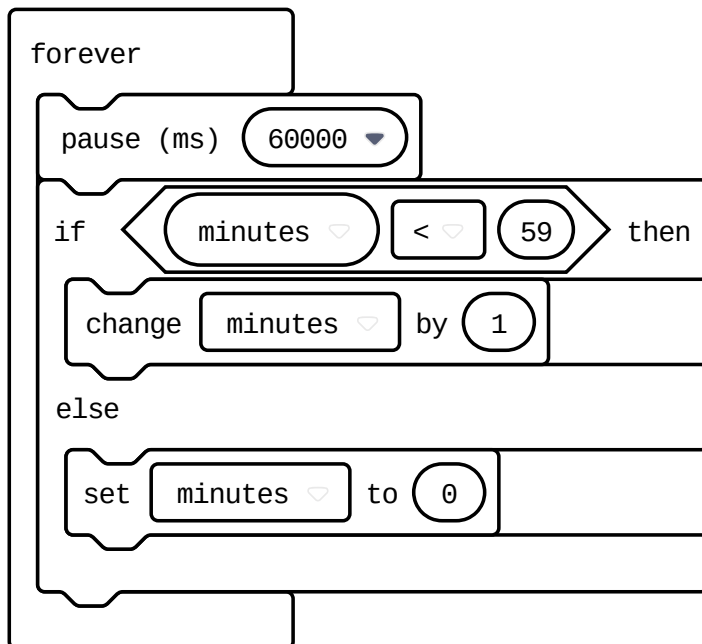 forever
pause (ms) 60000
if minutes < 59 then
change minutes by 1
else
set minutes to 0